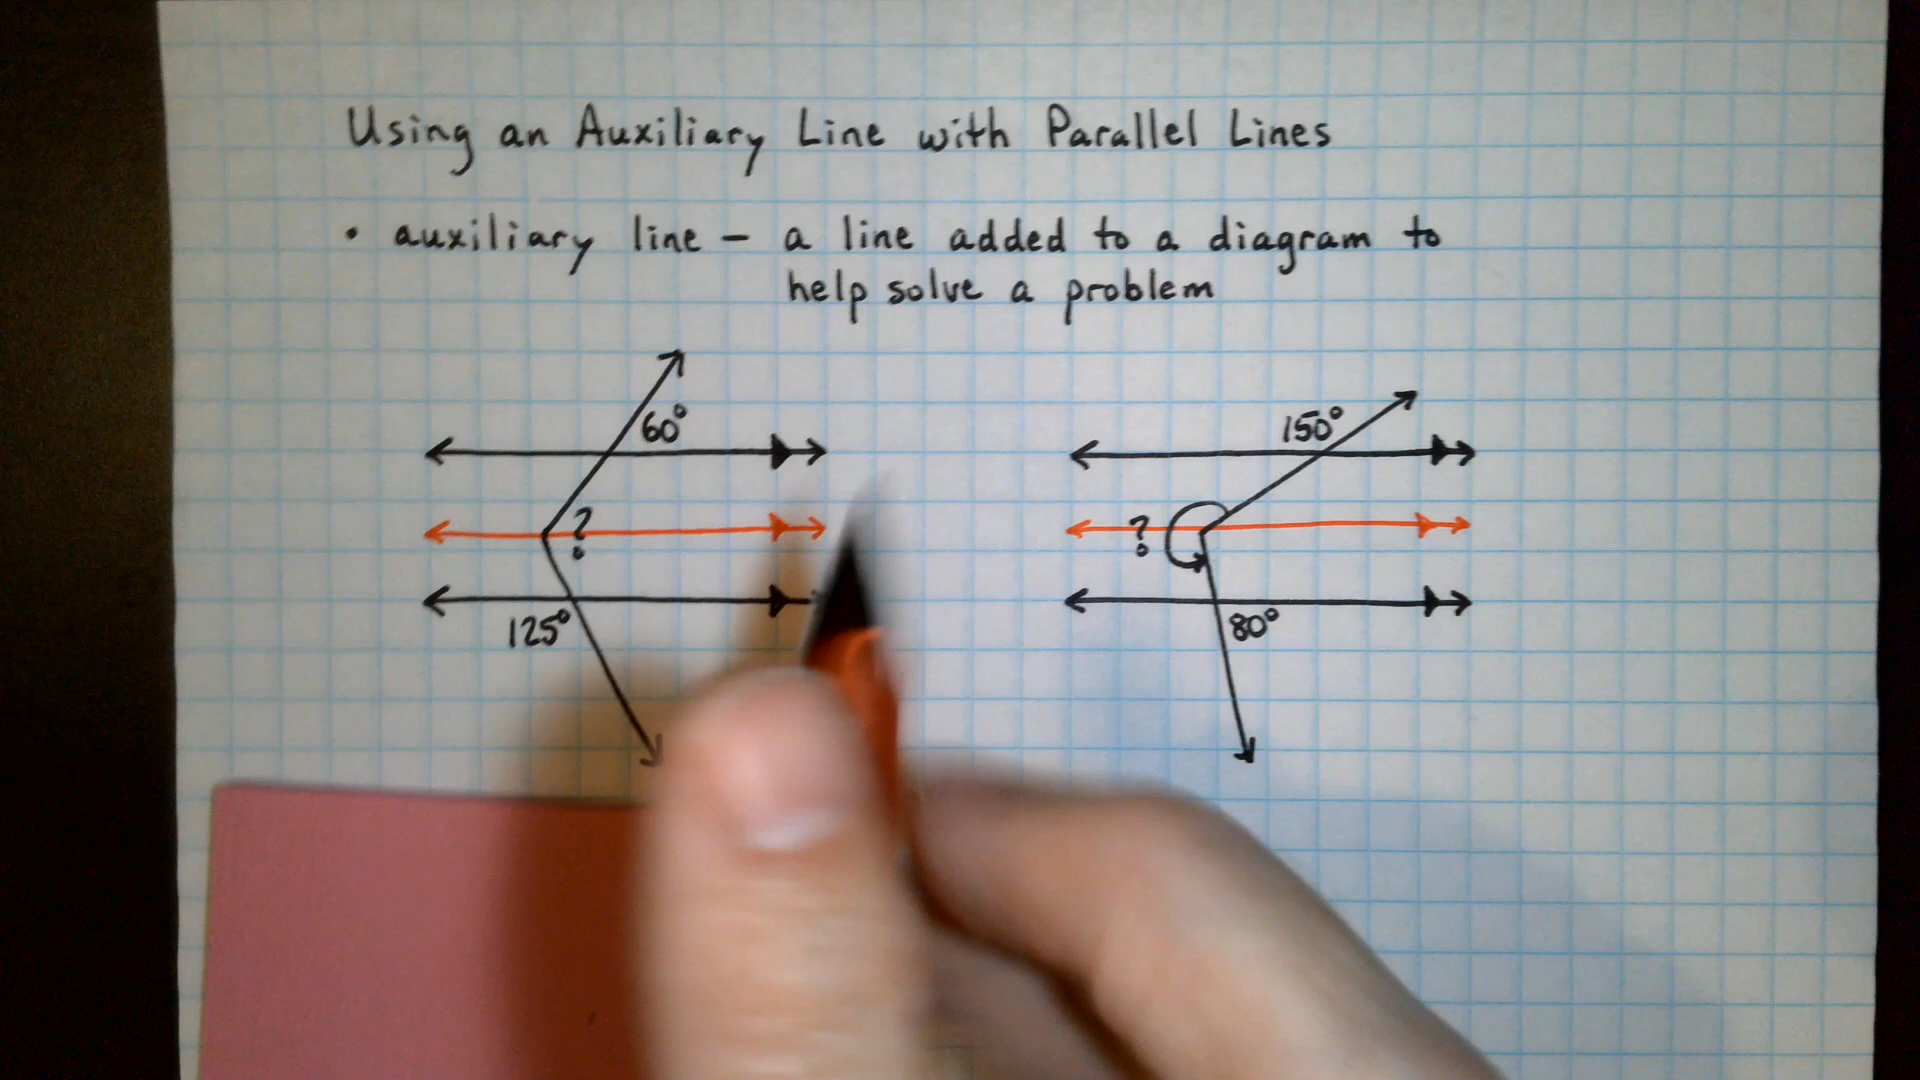 Using an Auxiliary Line with Parallel Lines
• auxiliary line – a line added to a diagram to
help solve a problem
60°
150°
?
?
125°
80°